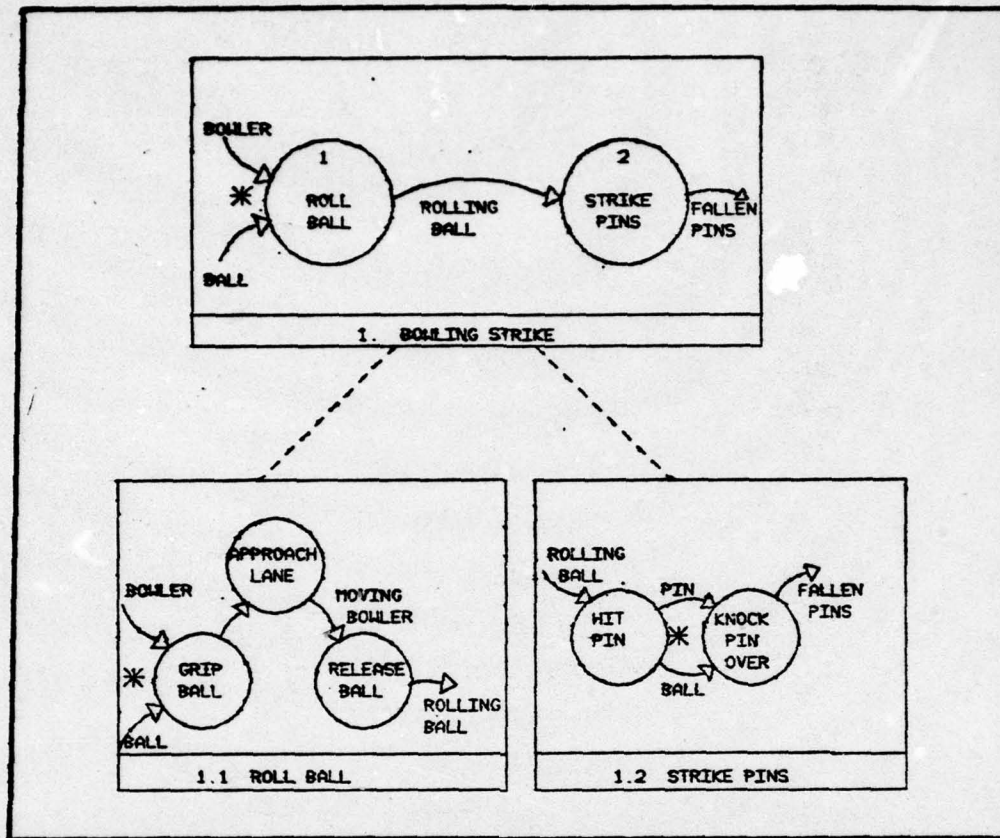 BOWLER
1
ROLL
BALL
BALL
ROLLING
BALL
2
STRIKE
PINS
FALLEN
PINS
1. BOWLING STRIKE
APPROACH
LANE
BOWLER
MOVING
BOWLER
GRIP
BALL
RELEASE
BALL
BALL
ROLLING
BALL
1.1 ROLL BALL
ROLLING
BALL
PIN
HIT
PIN
KNOCK
PIN
OVER
BALL
FALLEN
PINS
1.2 STRIKE PINS